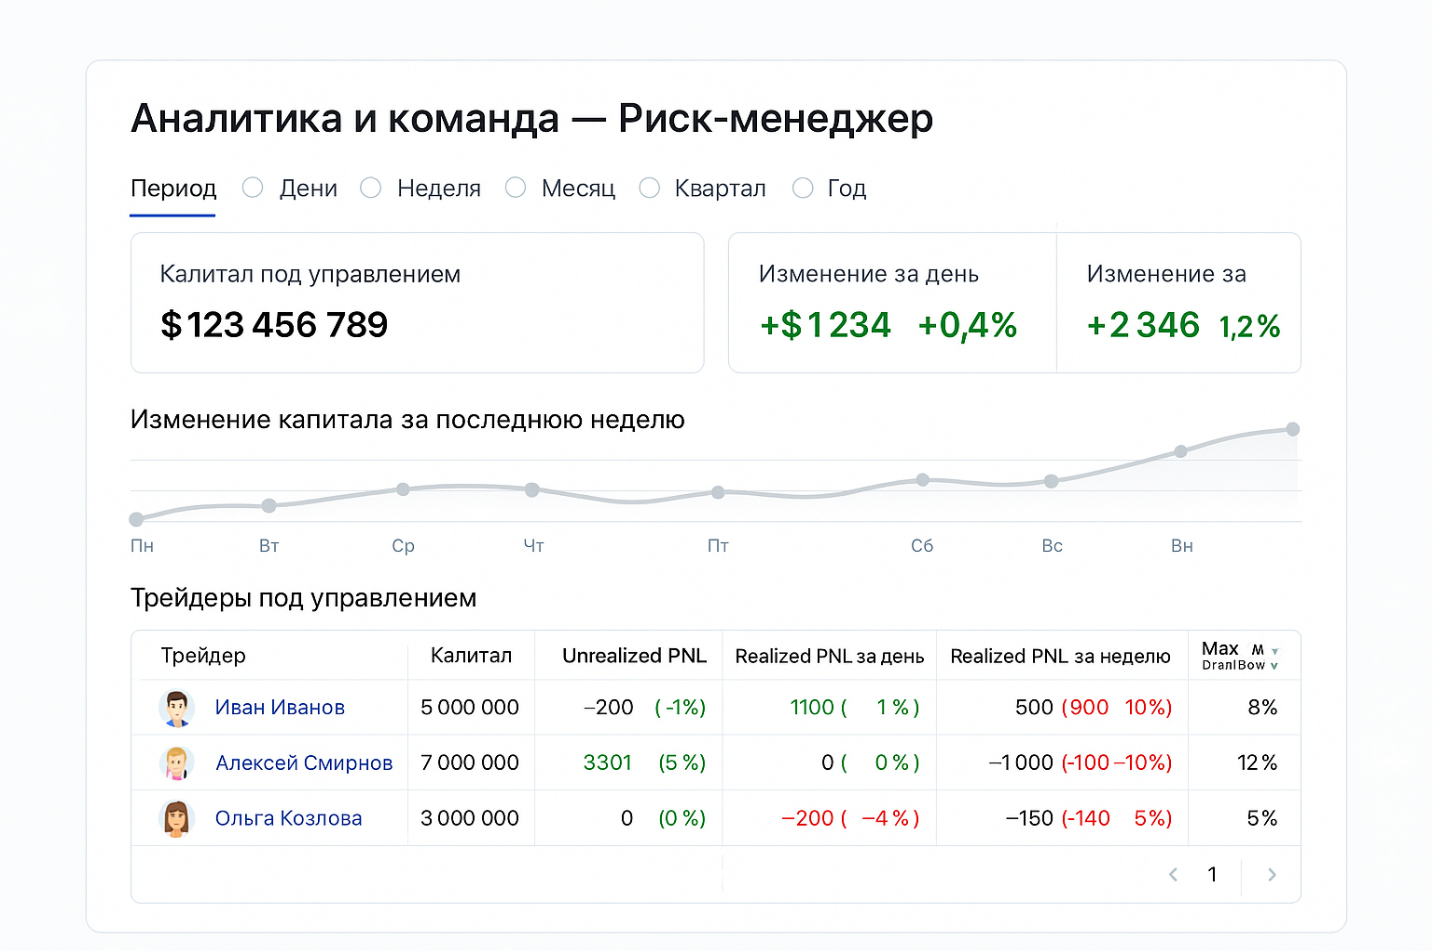 Аналитика и команда — Риск-менеджер
Период Дени Неделя Месяц Квартал Год
Калитал под управлением
$123 456 789
Изменение за день
+$1 234 +0,4%
Изменение за
+2 346 1,2%
Изменение капитала за последнюю неделю
Пн Вт Ср Чт Пт Сб Вс Вн
Трейдеры под управлением
Трейдер Калитал Unrealized PNL Realized PNL за день Realized PNL за неделю Max м
DranlBow
Иван Иванов 5 000 000 –200 (-1%) 1100 ( 1 %) 500 (900 10%) 8%
Алексей Смирнов 7 000 000 3301 (5 %) 0 ( 0 %) –1 000 (-100 –10%) 12 %
Ольга Козлова 3 000 000 0 (0 %) –200 ( –4 %) –150 (-140 5%) 5 %
1